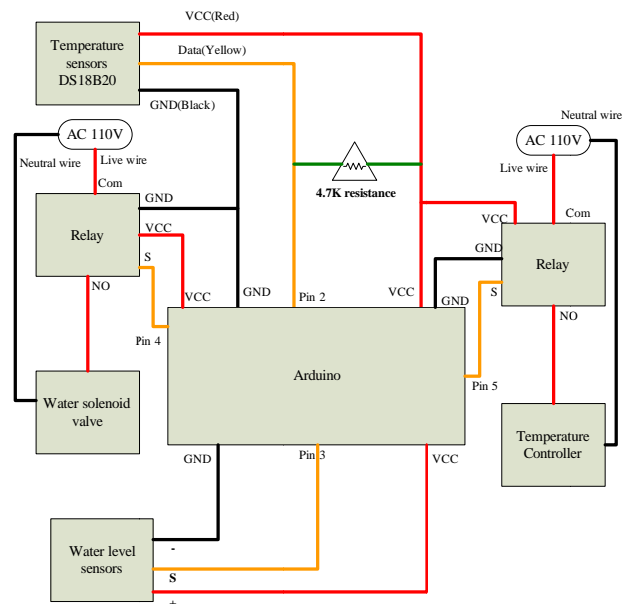 VCC(Red)
Temperature
sensors
DS18B20
Data(Yellow)
GND(Black)
AC 110V
Neutral wire
Live wire
Com
GND
Relay
VCC
S
NO
4.7K resistance
Neutral wire
AC 110V
Live wire
VCC
Com
GND
Relay
S
NO
VCC
GND
Pin 2
VCC
GND
Pin 4
Arduino
Pin 5
Water solenoid
valve
Temperature
Controller
GND
Pin 3
VCC
Water level
sensors
-
S
+